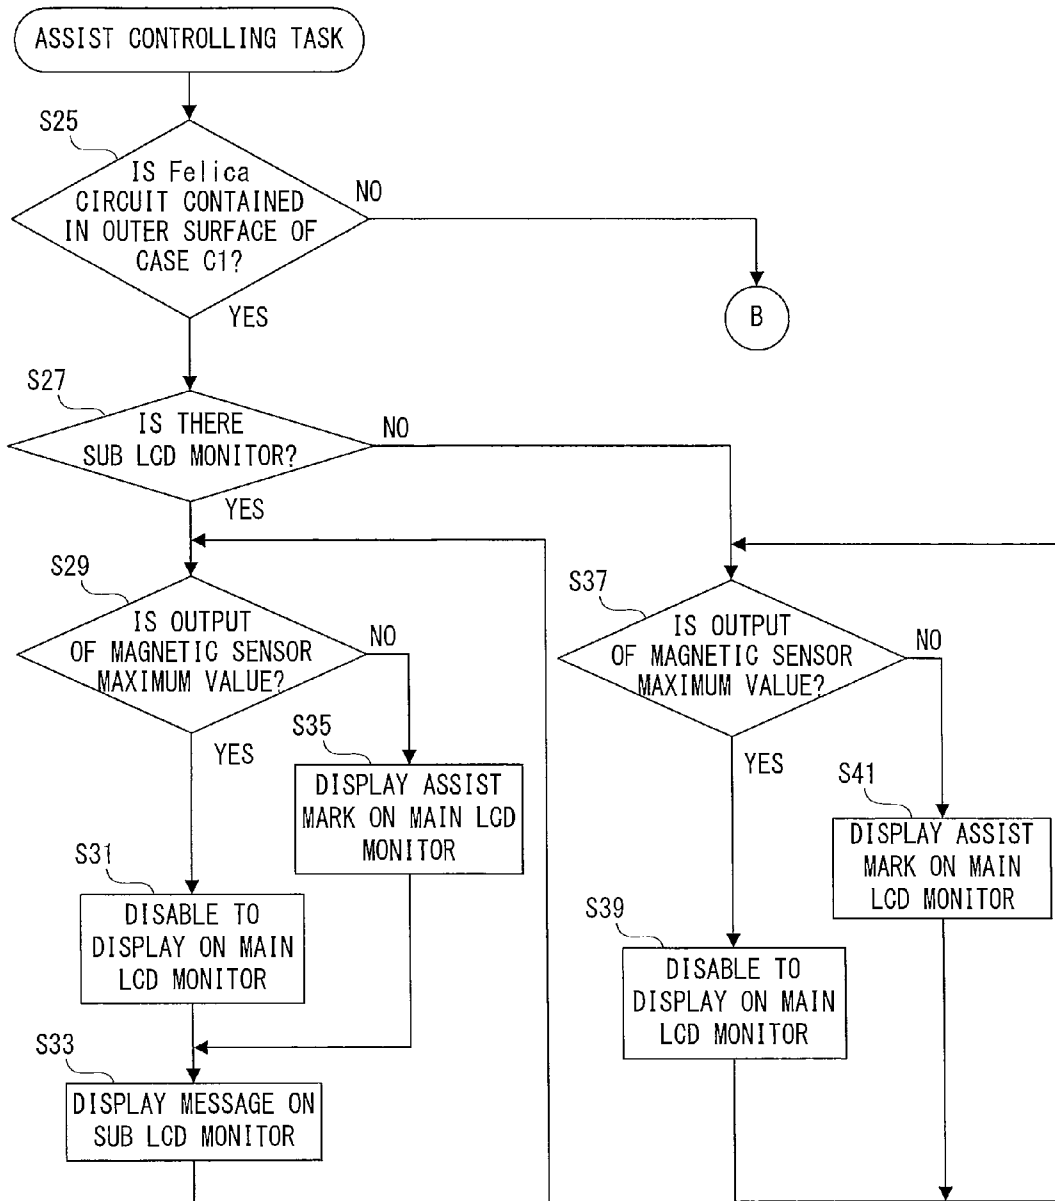 ASSIST CONTROLLING TASK
S25
IS Felica
CIRCUIT CONTAINED
IN OUTER SURFACE OF
CASE C1?
NO
YES
B
S27
IS THERE
SUB LCD MONITOR?
NO
YES
S29
IS OUTPUT
OF MAGNETIC SENSOR
MAXIMUM VALUE?
NO
YES
S35
DISPLAY ASSIST
MARK ON MAIN LCD
MONITOR
S31
DISABLE TO
DISPLAY ON MAIN
LCD MONITOR
S33
DISPLAY MESSAGE ON
SUB LCD MONITOR
S37
IS OUTPUT
OF MAGNETIC SENSOR
MAXIMUM VALUE?
NO
YES
S41
DISPLAY ASSIST
MARK ON MAIN
LCD MONITOR
S39
DISABLE TO
DISPLAY ON MAIN
LCD MONITOR